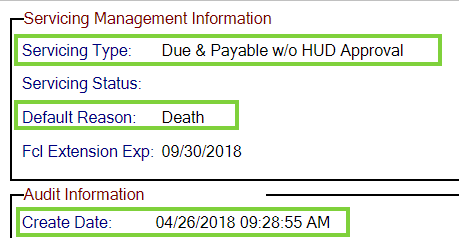 Servicing Management Information
Servicing Type: Due & Payable w/o HUD Approval
Servicing Status:
Default Reason: Death
Fcl Extension Exp: 09/30/2018
Audit Information
Create Date: 04/26/2018 09:28:55 AM